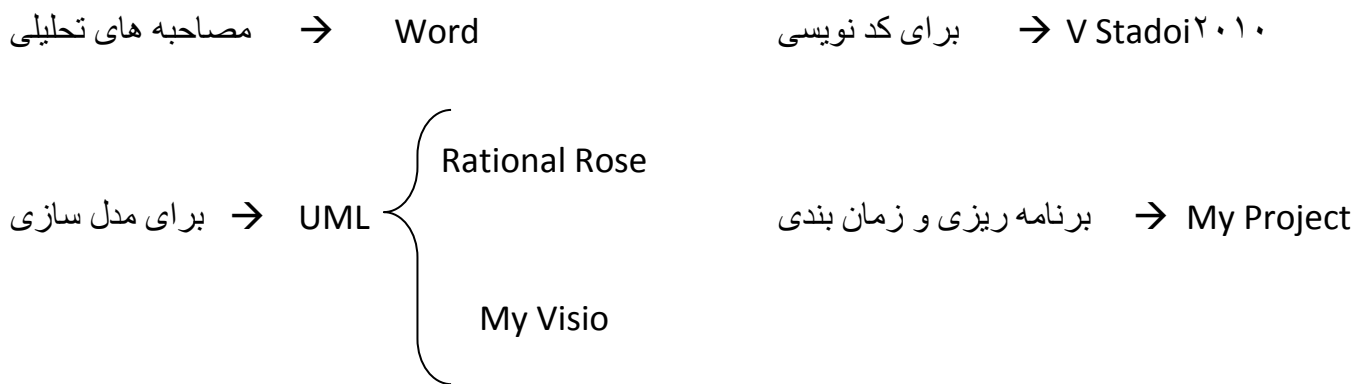 مصاحبه های تحلیلی → Word
برای کد نویسی → V Stadoi۲۰۱۰
Rational Rose
برای مدل سازی → UML
برنامه ریزی و زمان بندی → My Project
My Visio